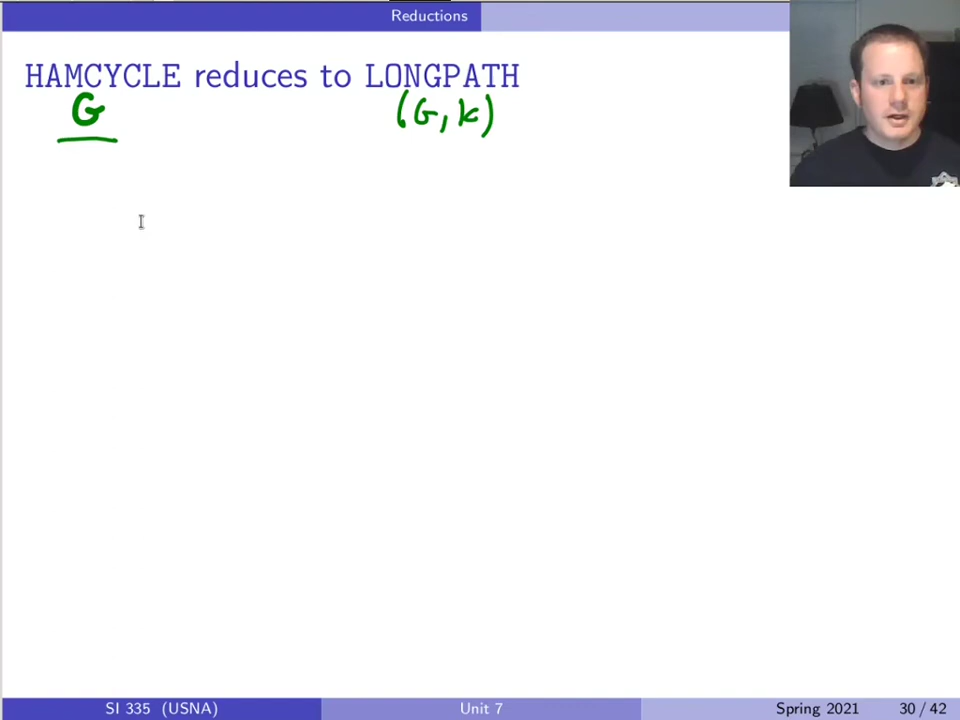 Reductions
HAMCYCLE reduces to LONGPATH
G (G, k)
SI 335 (USNA) Unit 7 Spring 2021 30 / 42